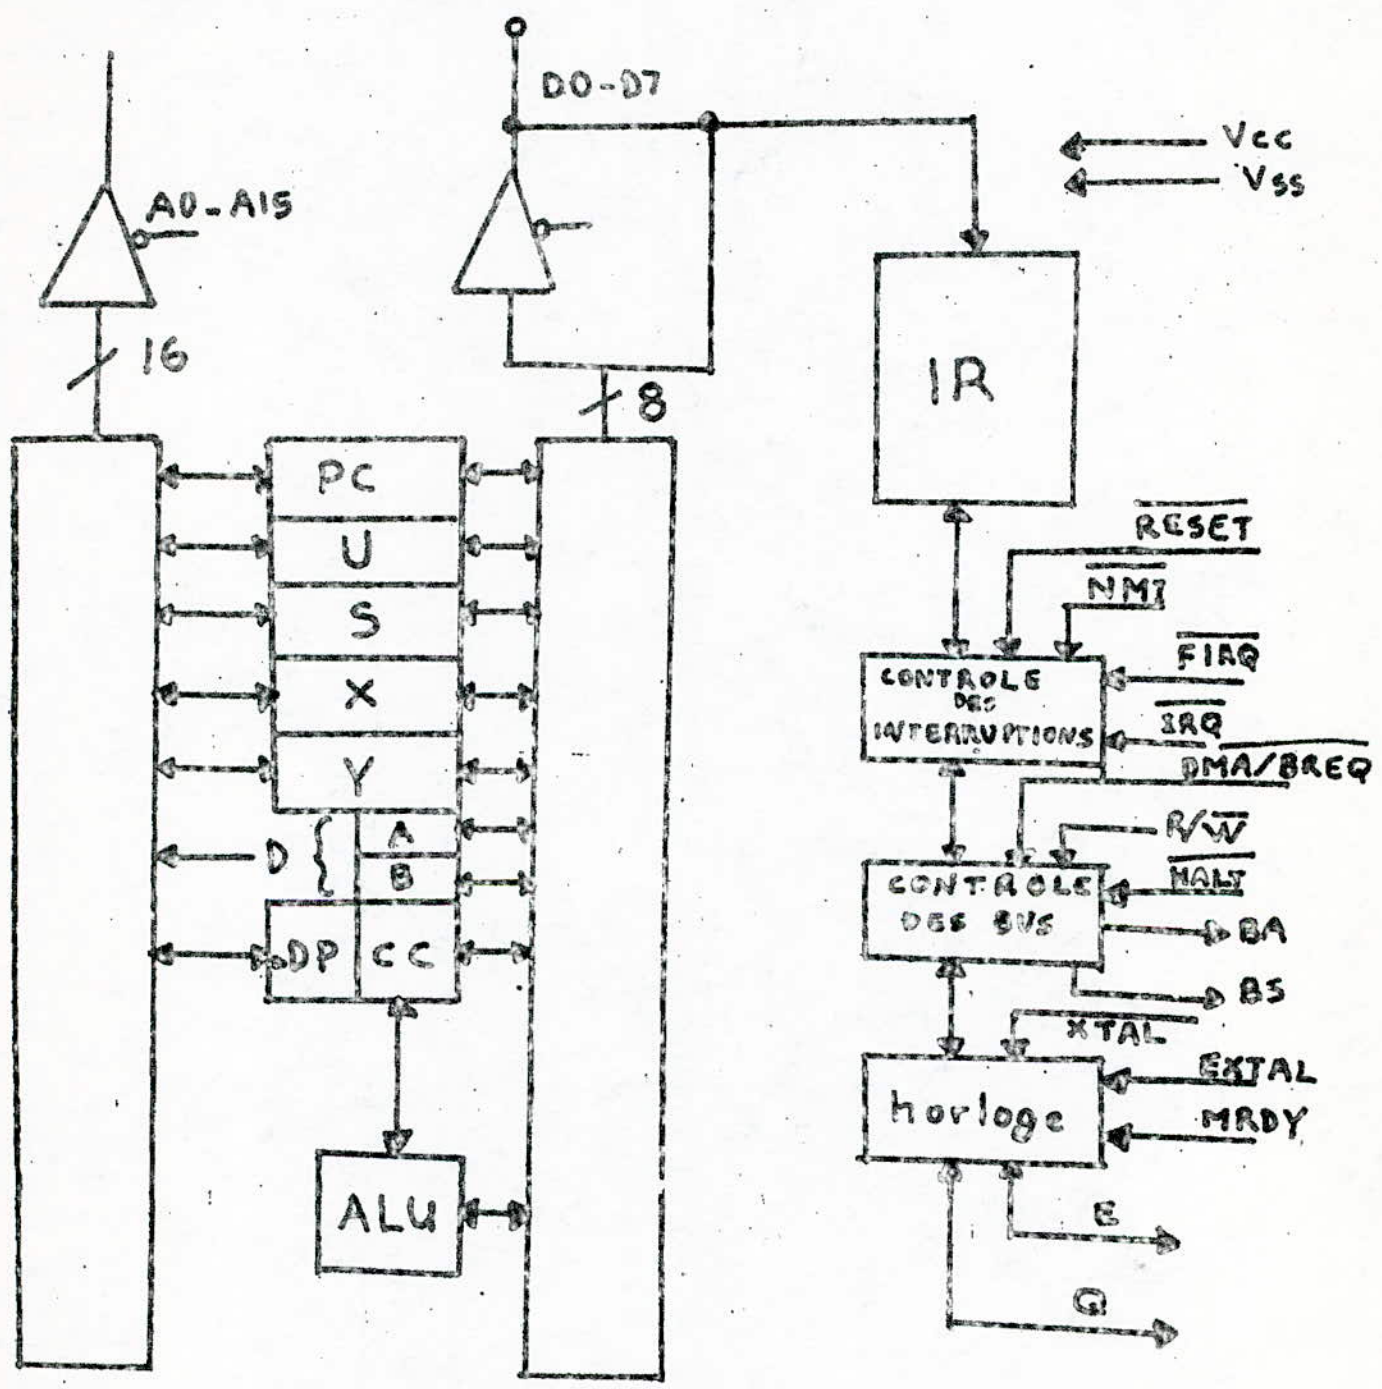 D0-D7
Vcc
Vss
A0-A15
16
8
IR
PC
U
S
X
Y
D {
A
B
DP
CC
ALU
RESET
NMI
FIRQ
CONTROLE
DES
INTERRUPTIONS
IRQ
DMA/BREQ
R/W
HALT
CONTROLE
DES BUS
BA
BS
XTAL
EXTAL
horloge
MRDY
E
Q